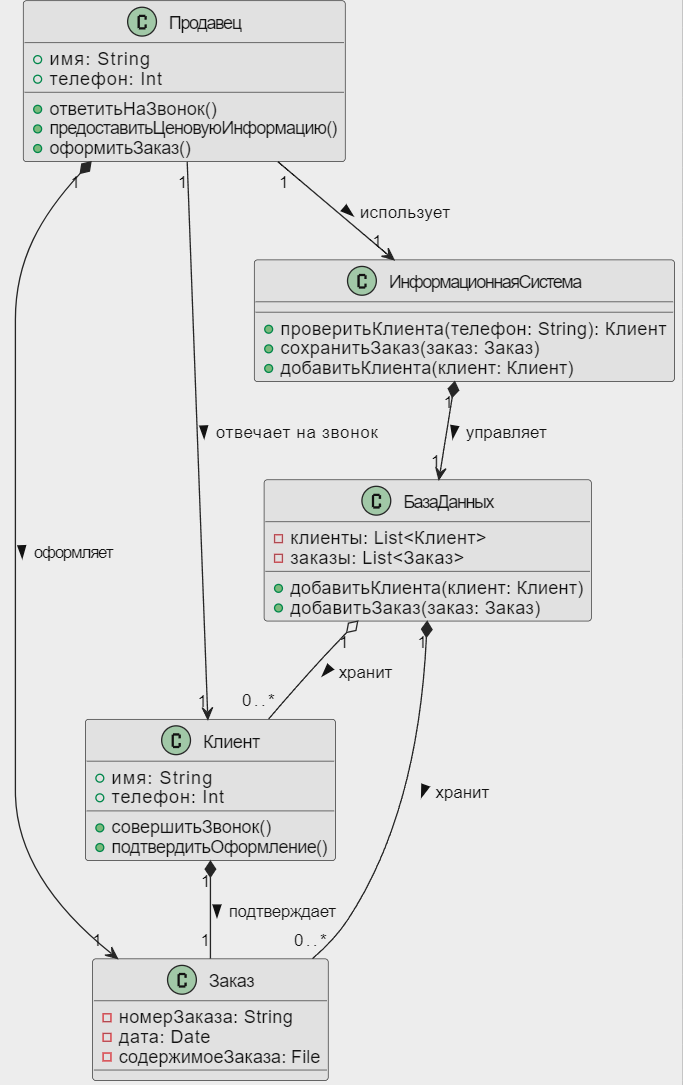 C Продавец
имя: String
телефон: Int
ответитьНаЗвонок()
предоставитьЦеновуюИнформацию()
оформитьЗаказ()
1
1
1
использует
1
C ИнформационнаяСистема
проверитьКлиента(телефон: String): Клиент
сохранитьЗаказ(заказ: Заказ)
добавитьКлиента(клиент: Клиент)
1
отвечает на звонок
управляет
1
C БазаДанных
клиенты: List<Клиент>
заказы: List<Заказ>
оформляет
добавитьКлиента(клиент: Клиент)
добавитьЗаказ(заказ: Заказ)
1
1
хранит
1
0..*
C Клиент
имя: String
телефон: Int
хранит
совершитьЗвонок()
подтвердитьОформление()
1
подтверждает
1
1
0..*
C Заказ
номерЗаказа: String
дата: Date
содержимоеЗаказа: File